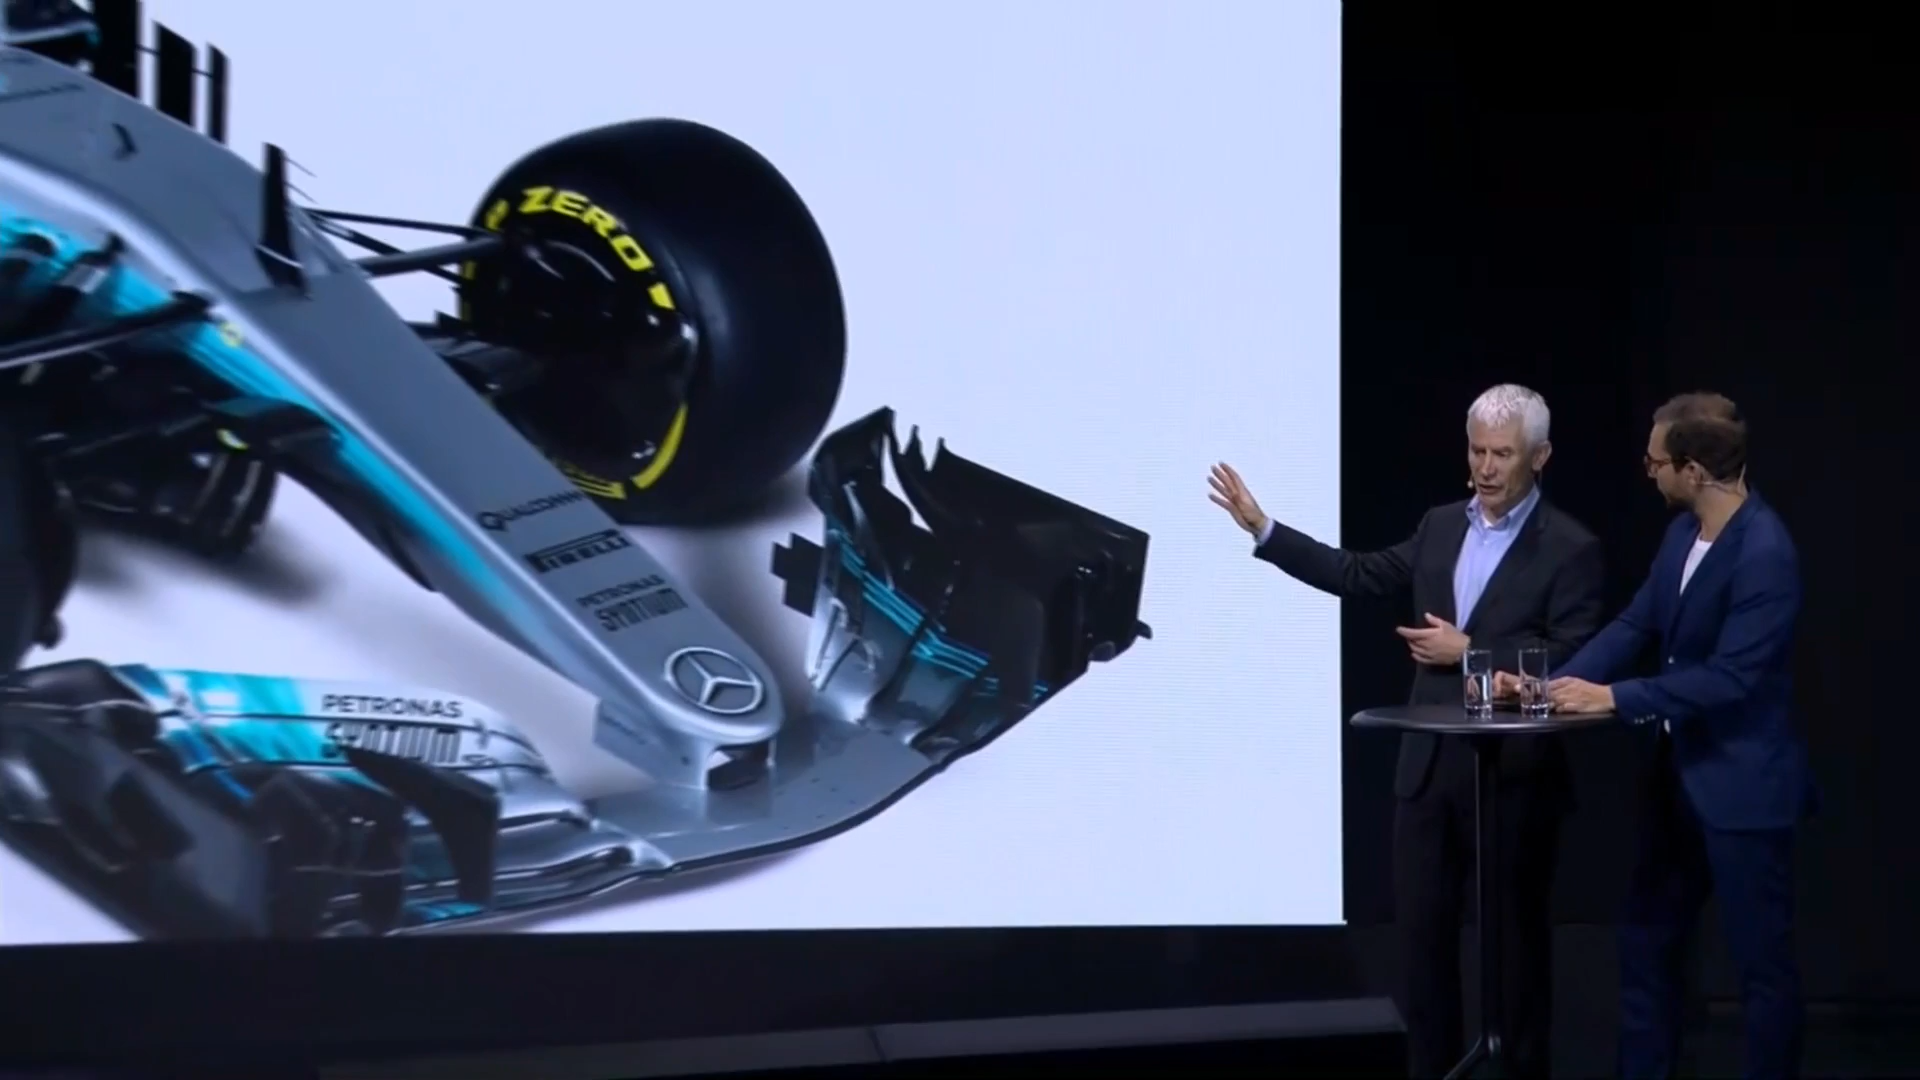 ZERO
QUALCOMM
PIRELLI
PETRONAS
SYNTIUM
PETRONAS
SYNTIUM